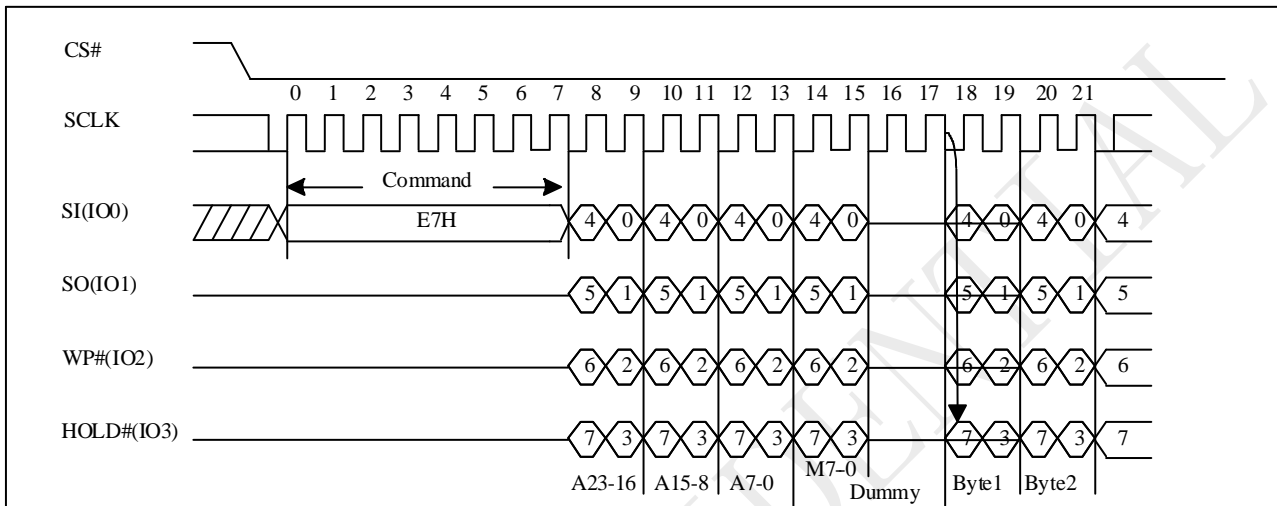 CS#
0 1 2 3 4 5 6 7 8 9 10 11 12 13 14 15 16 17 18 19 20 21
SCLK
Command
SI(IO0) E7H 4 0 4 0 4 0 4 0 4 0 4 0 4
SO(IO1) 5 1 5 1 5 1 5 1 5 1 5 1 5
WP#(IO2) 6 2 6 2 6 2 6 2 6 2 6 2 6
HOLD#(IO3) 7 3 7 3 7 3 7 3 7 3 7 3 7
A23-16 A15-8 A7-0 M7-0 Dummy Byte1 Byte2
DENTIAL